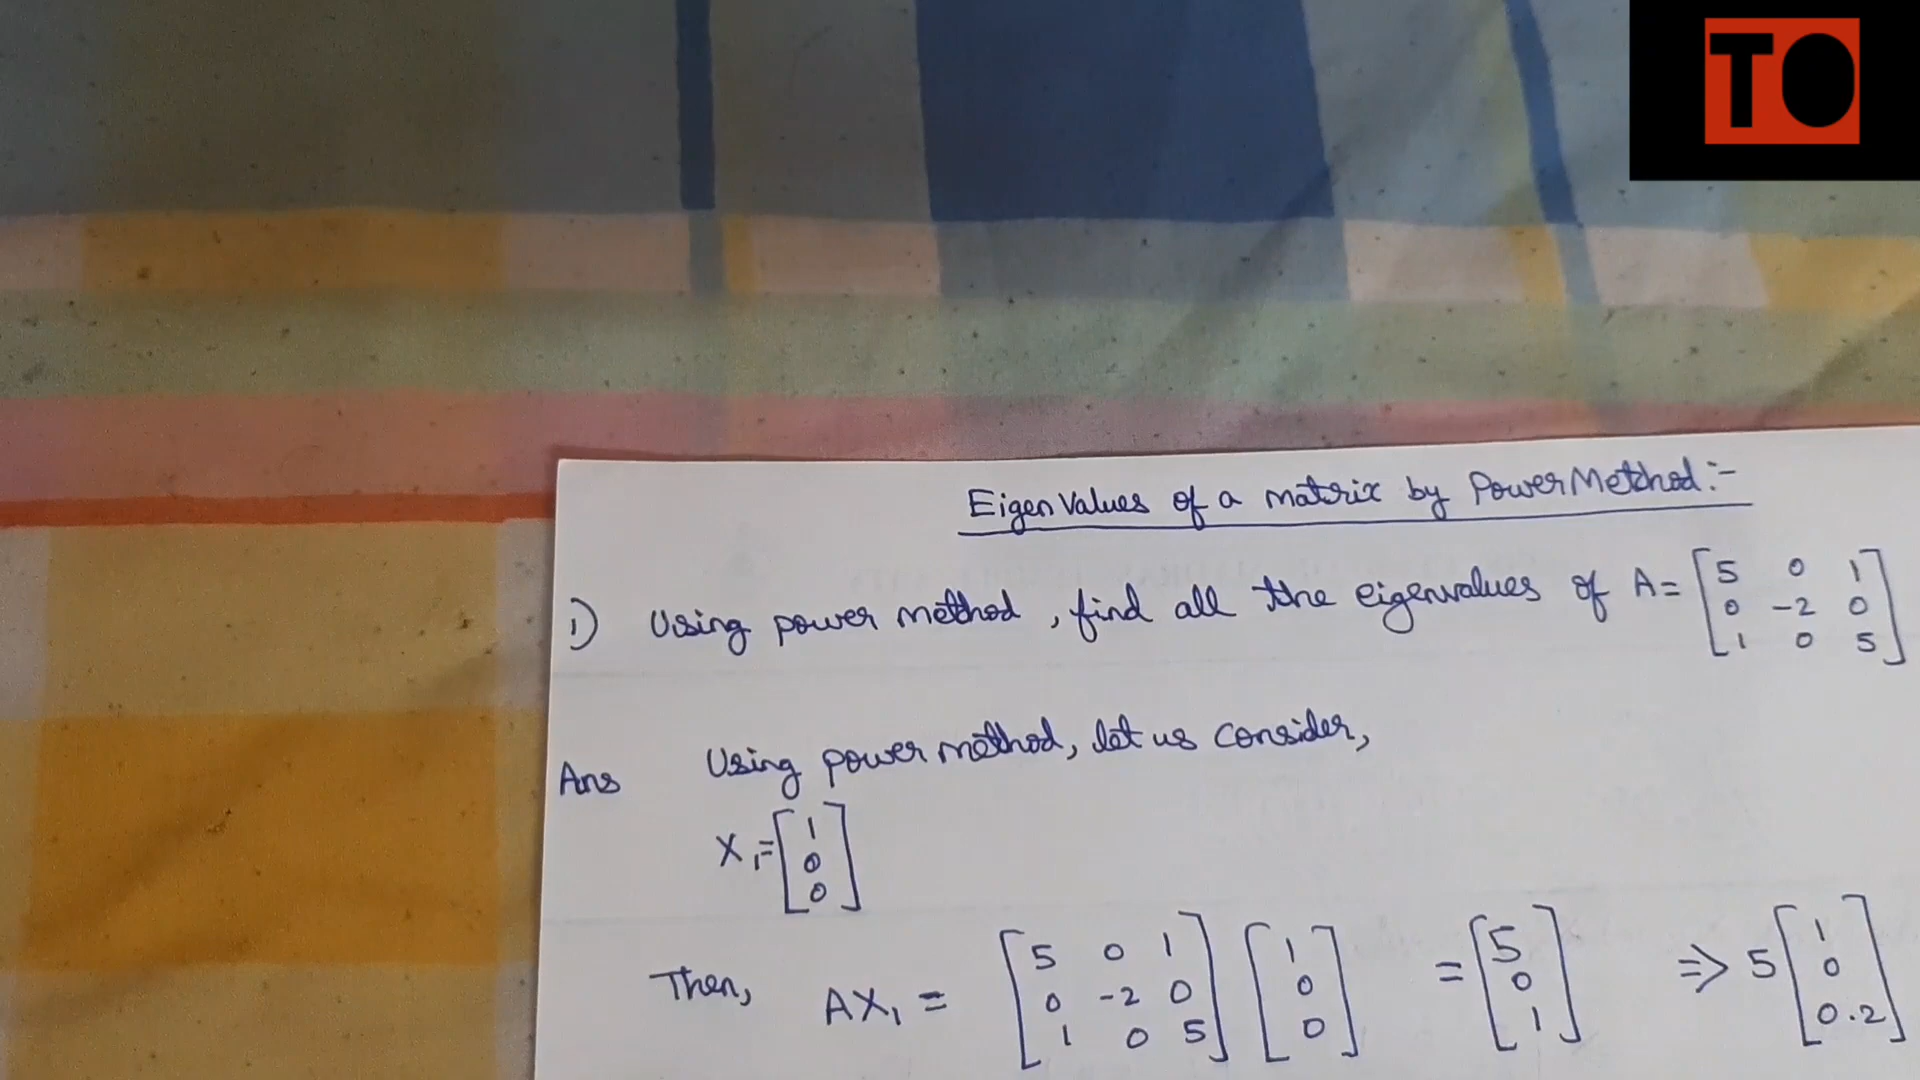 TO
Eigen Values of a matrix by Power Method:-
1) Using power method, find all the eigenvalues of A = [5 0 1
0 -2 0
1 0 5]
Ans Using power method, let us consider,
X₁ = [1
0
0]
Then, AX₁ = [5 0 1 [1 = [5 => 5 [1
0 -2 0 0 0 0
1 0 5] 0] 1] 0.2]